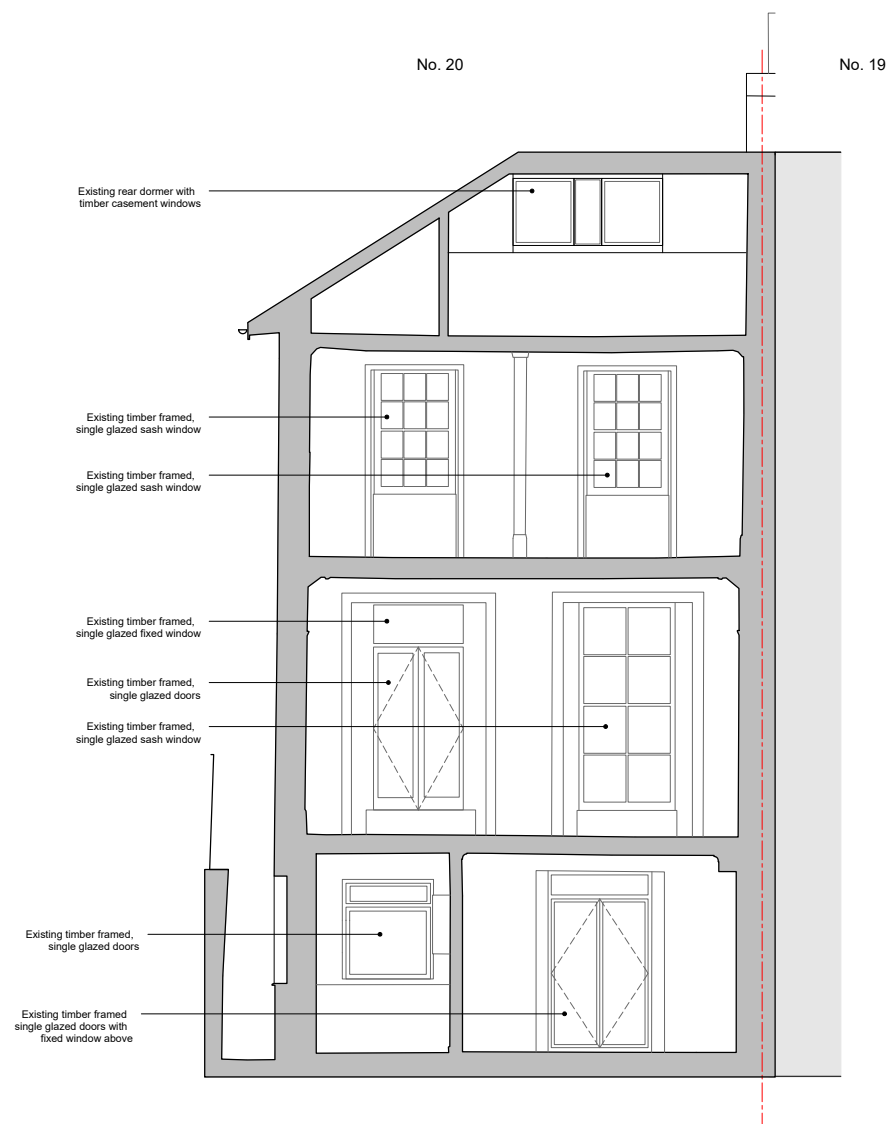 No. 20
No. 19
Existing rear dormer with
timber casement windows
Existing timber framed,
single glazed sash window
Existing timber framed,
single glazed sash window
Existing timber framed,
single glazed fixed window
Existing timber framed,
single glazed doors
Existing timber framed,
single glazed sash window
Existing timber framed,
single glazed doors
Existing timber framed
single glazed doors with
fixed window above